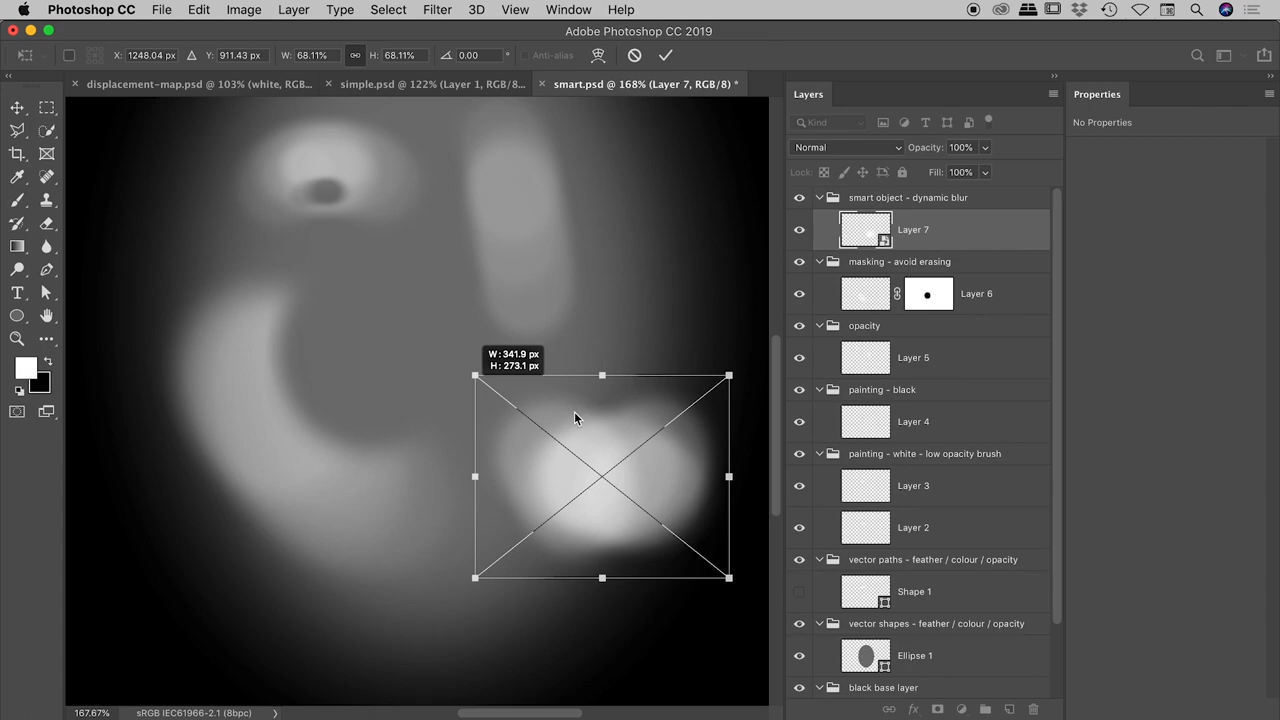 Photoshop CC File Edit Image Layer Type Select Filter 3D View Window Help
Adobe Photoshop CC 2019
X: 1248.04 px Y: 911.43 px W: 68.11% H: 68.11% 0.00 ° Anti-alias
displacement-map.psd @ 103% (white, RGB... simple.psd @ 122% (Layer 1, RGB/8... smart.psd @ 168% (Layer 7, RGB/8) *
Layers
Properties
Kind
No Properties
Normal Opacity: 100%
Lock: Fill: 100%
smart object - dynamic blur
Layer 7
masking - avoid erasing
Layer 6
opacity
Layer 5
painting - black
Layer 4
painting - white - low opacity brush
Layer 3
Layer 2
vector paths - feather / colour / opacity
Shape 1
vector shapes - feather / colour / opacity
Ellipse 1
black base layer
W: 341.9 px
H: 273.1 px
167.67% sRGB IEC61966-2.1 (8bpc)